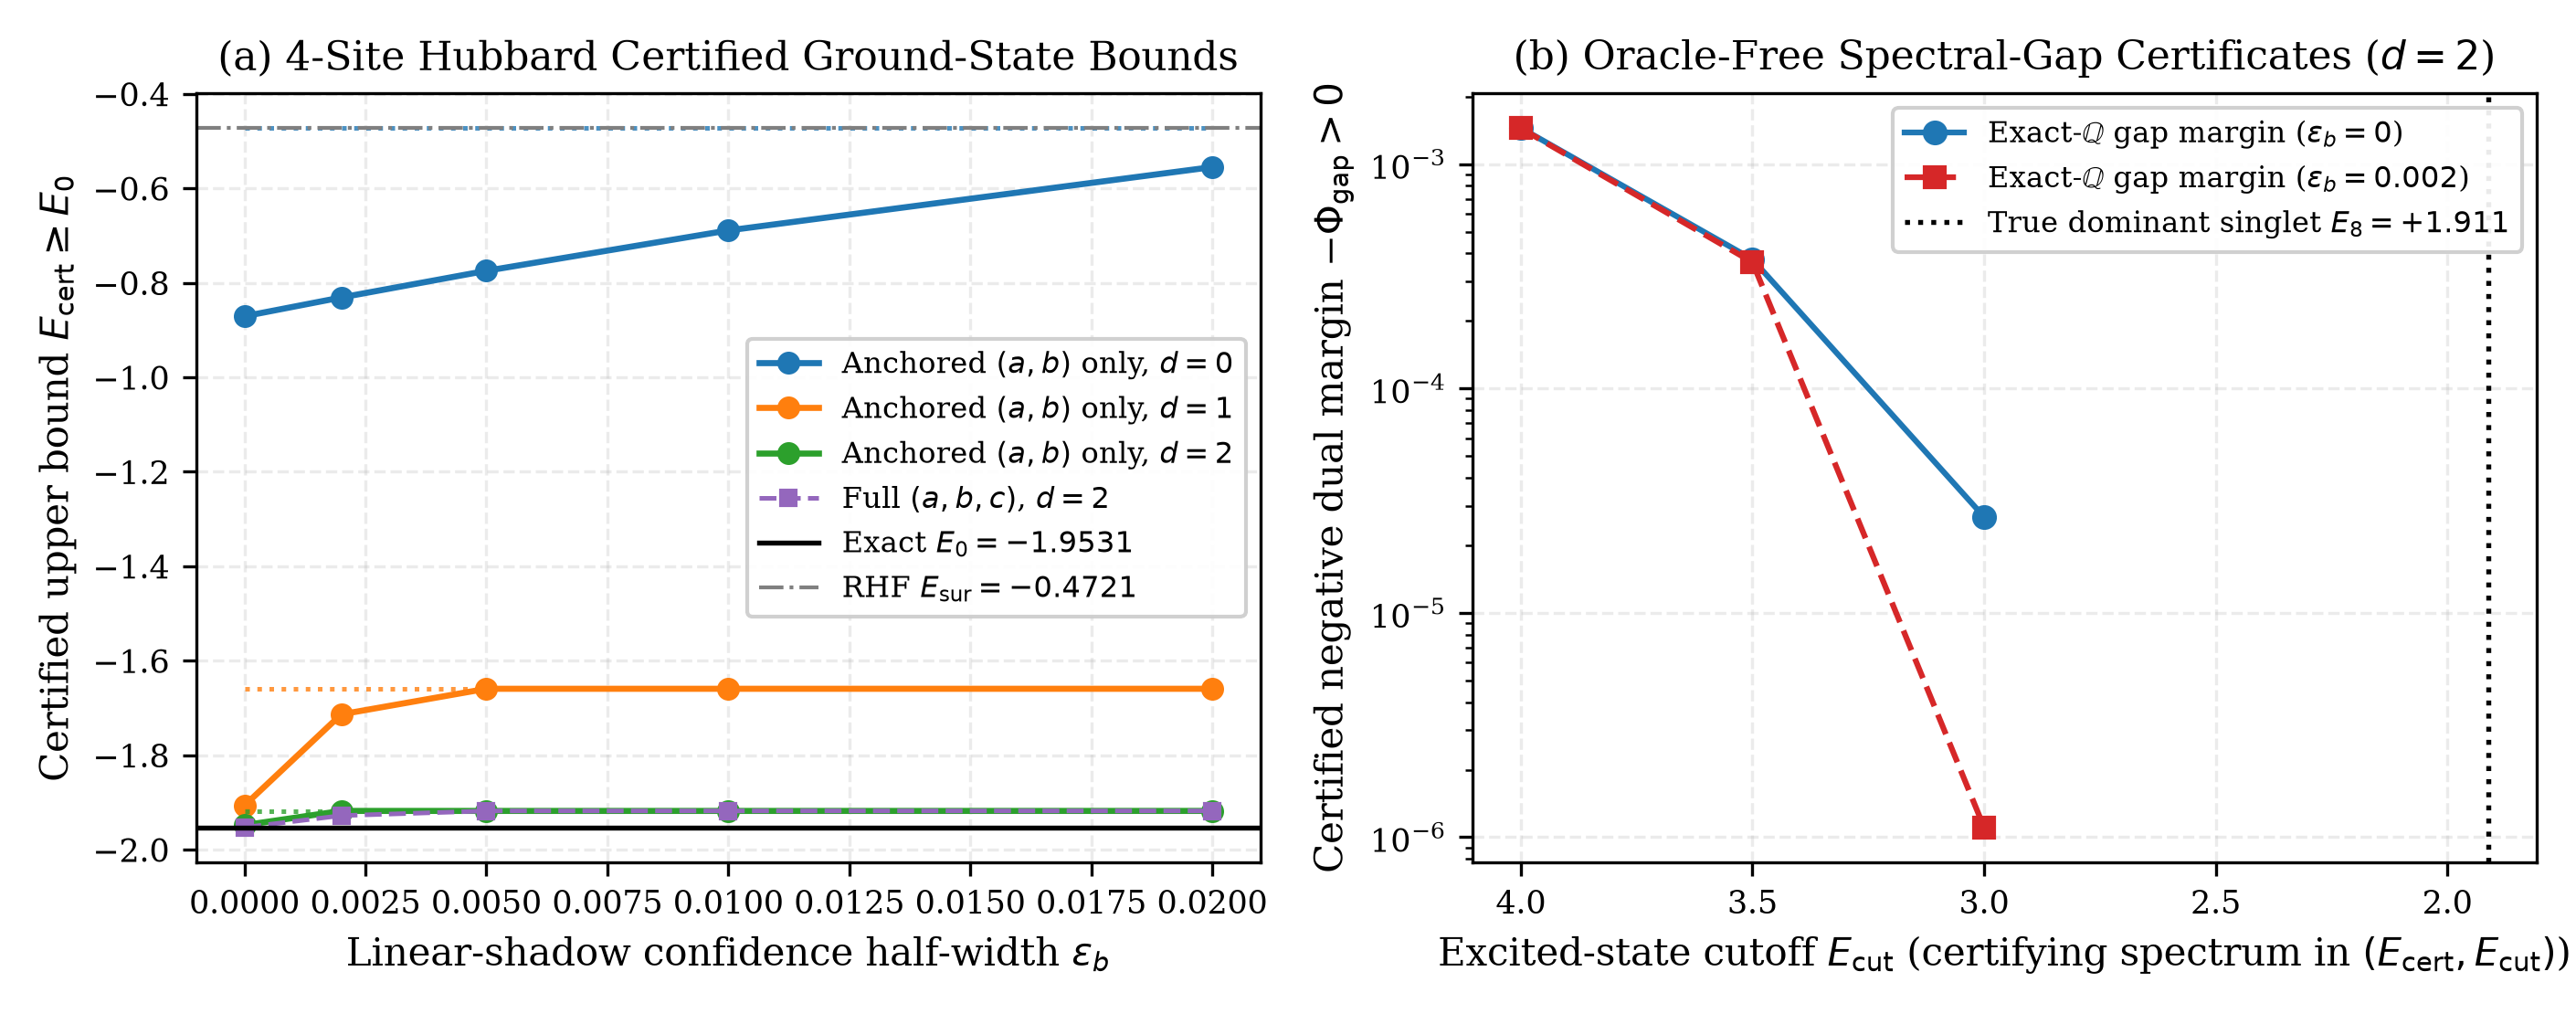 (a) 4-Site Hubbard Certified Ground-State Bounds
Certified upper bound E_cert ≥ E_0
−0.4
−0.6
−0.8
−1.0
−1.2
−1.4
−1.6
−1.8
−2.0
Anchored (a, b) only, d = 0
Anchored (a, b) only, d = 1
Anchored (a, b) only, d = 2
Full (a, b, c), d = 2
Exact E_0 = −1.9531
RHF E_sur = −0.4721
0.0000 0.0025 0.0050 0.0075 0.0100 0.0125 0.0150 0.0175 0.0200
Linear-shadow confidence half-width ε_b
(b) Oracle-Free Spectral-Gap Certificates (d = 2)
Certified negative dual margin −Φ_gap > 0
10^−3
10^−4
10^−5
10^−6
Exact-ℚ gap margin (ε_b = 0)
Exact-ℚ gap margin (ε_b = 0.002)
True dominant singlet E_8 = +1.911
4.0 3.5 3.0 2.5 2.0
Excited-state cutoff E_cut (certifying spectrum in (E_cert, E_cut))